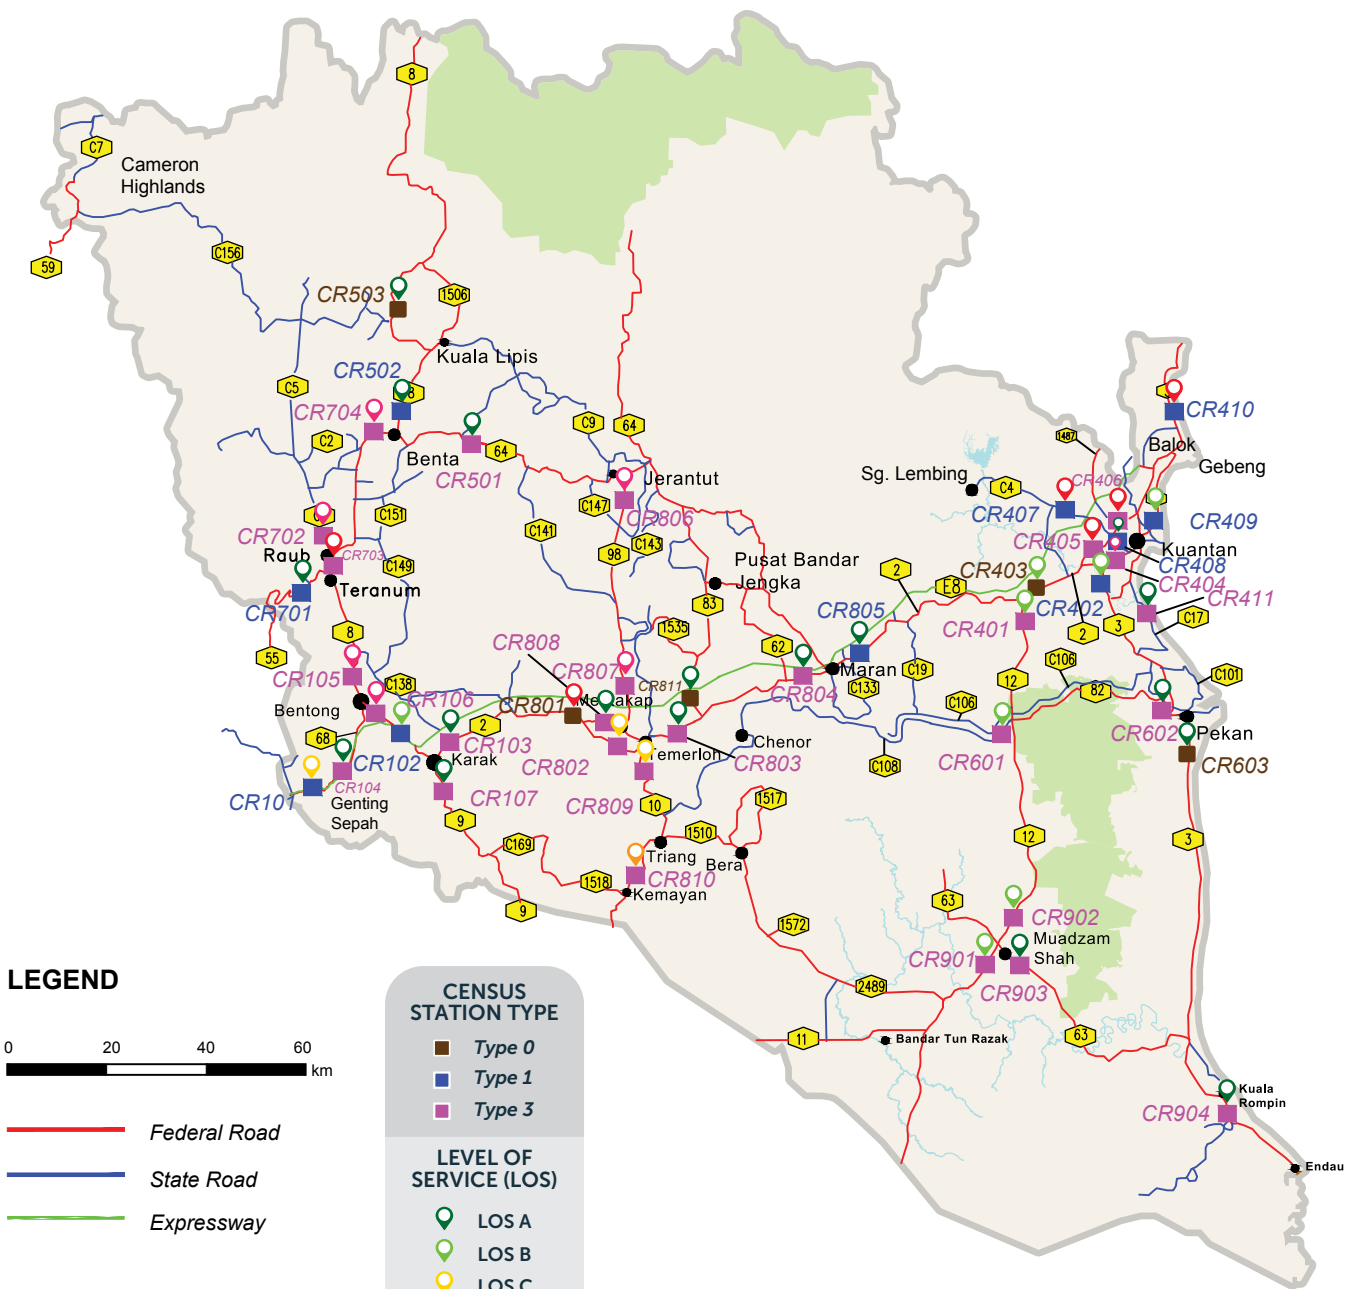 8
C7
Cameron
Highlands
C156
59
CR503
1506
Kuala Lipis
CR502
C5
CR704
C2
Benta
64
CR501
C9
64
Jerantut
C147
CR806
C141
C143
98
C151
CR702
Raub
CR703
C149
Teranum
CR701
8
55
CR105
C138
CR106
Bentong
68
CR102
CR103
Karak
2
CR101
CR104
Genting
Sepah
CR107
9
C169
9
1518
CR808
CR807
CR801
CR802
CR809
Temerloh
CR803
CR811
1535
83
Pusat Bandar
Jengka
62
CR804
CR805
Maran
C133
2
E8
C19
C106
C108
Chenor
10
1510
1517
Triang
Bera
CR810
Kemayan
1572
2489
11
Bandar Tun Razak
63
CR901
CR902
Muadzam
Shah
CR903
63
12
12
CR601
CR401
CR403
CR402
2
C106
82
3
C17
C101
CR602
Pekan
CR603
3
Sg. Lembing
C4
1487
CR407
CR406
CR405
CR409
Kuantan
CR408
CR404
CR411
CR410
Balok
Gebeng
CR904
Kuala
Rompin
Endau
LEGEND
0 20 40 60
km
Federal Road
State Road
Expressway
CENSUS
STATION TYPE
Type 0
Type 1
Type 3
LEVEL OF
SERVICE (LOS)
LOS A
LOS B
LOS C